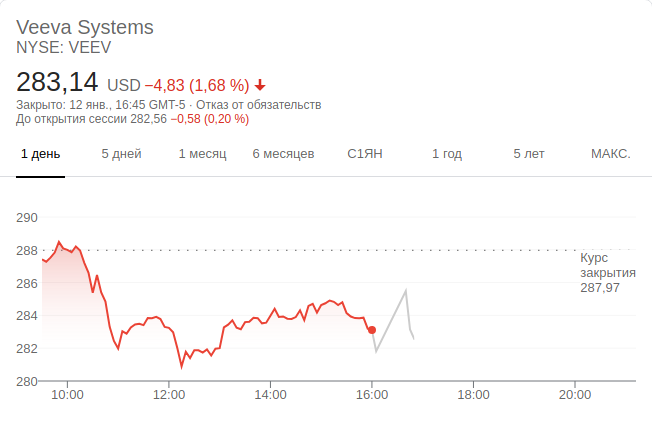 Veeva Systems
NYSE: VEEV
283,14 USD −4,83 (1,68 %)
Закрыто: 12 янв., 16:45 GMT-5 · Отказ от обязательств
До открытия сессии 282,56 −0,58 (0,20 %)
1 день 5 дней 1 месяц 6 месяцев С1ЯН 1 год 5 лет МАКС.
290
288
286
284
282
280
Курс
закрытия
287,97
10:00 12:00 14:00 16:00 18:00 20:00